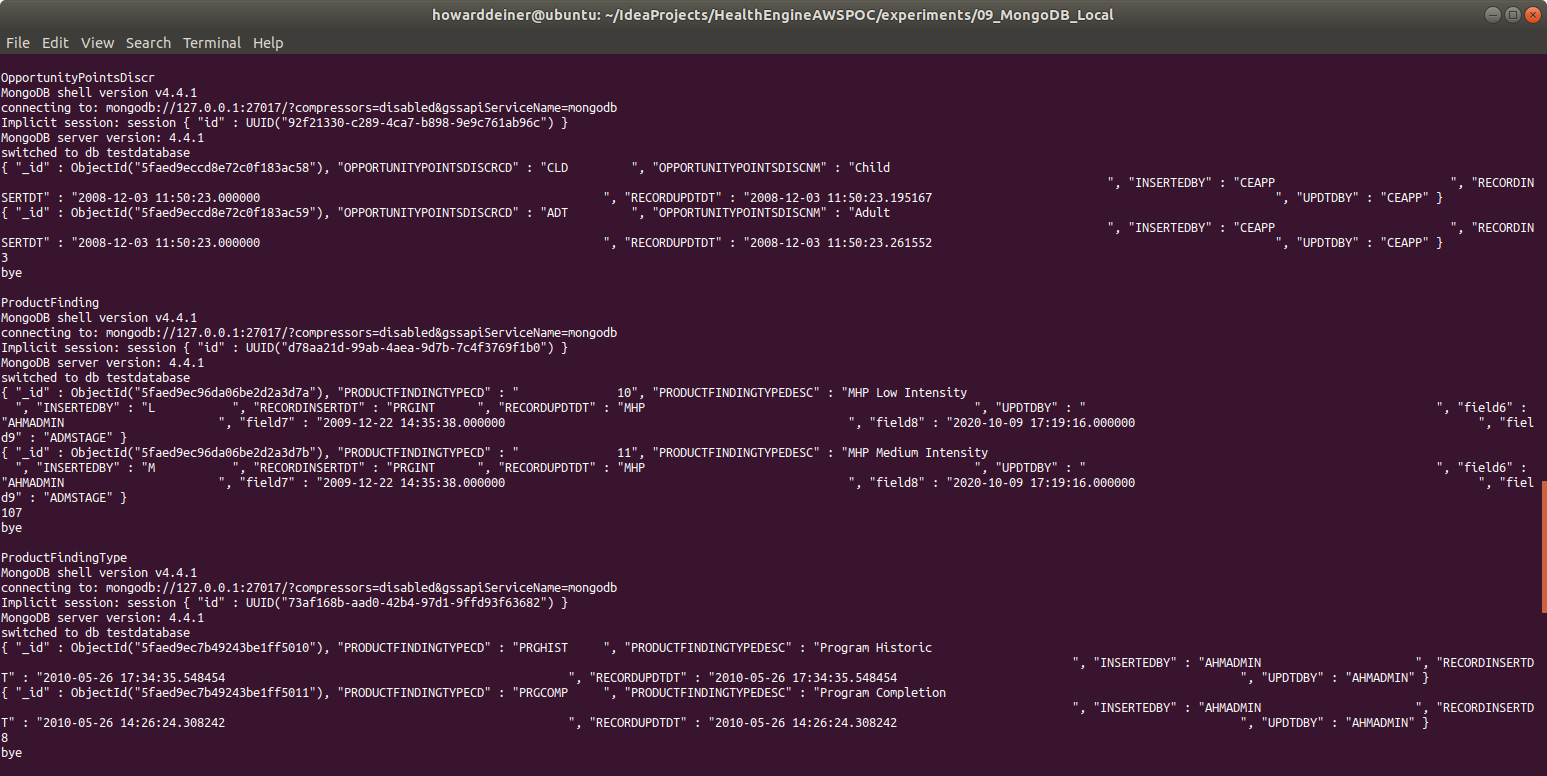 howarddeiner@ubuntu: ~/IdeaProjects/HealthEngineAWSPOC/experiments/09_MongoDB_Local
File Edit View Search Terminal Help
OpportunityPointsDiscr
MongoDB shell version v4.4.1
connecting to: mongodb://127.0.0.1:27017/?compressors=disabled&gssapiServiceName=mongodb
Implicit session: session { "id" : UUID("92f21330-c289-4ca7-b898-9e9c761ab96c") }
MongoDB server version: 4.4.1
switched to db testdatabase
{ "_id" : ObjectId("5faed9eccd8e72c0f183ac58"), "OPPORTUNITYPOINTSDISCRCD" : "CLD         ", "OPPORTUNITYPOINTSDISCNM" : "Child
", "INSERTEDBY" : "CEAPP                         ", "RECORDIN
SERTDT" : "2008-12-03 11:50:23.000000                                                 ", "RECORDUPDTDT" : "2008-12-03 11:50:23.195167                                                 ", "UPDTDBY" : "CEAPP" }
{ "_id" : ObjectId("5faed9eccd8e72c0f183ac59"), "OPPORTUNITYPOINTSDISCRCD" : "ADT         ", "OPPORTUNITYPOINTSDISCNM" : "Adult
", "INSERTEDBY" : "CEAPP                         ", "RECORDIN
SERTDT" : "2008-12-03 11:50:23.000000                                                 ", "RECORDUPDTDT" : "2008-12-03 11:50:23.261552                                                 ", "UPDTDBY" : "CEAPP" }
3
bye
ProductFinding
MongoDB shell version v4.4.1
connecting to: mongodb://127.0.0.1:27017/?compressors=disabled&gssapiServiceName=mongodb
Implicit session: session { "id" : UUID("d78aa21d-99ab-4aea-9d7b-7c4f3769f1b0") }
MongoDB server version: 4.4.1
switched to db testdatabase
{ "_id" : ObjectId("5faed9ec96da06be2d2a3d7a"), "PRODUCTFINDINGTYPECD" : "              10", "PRODUCTFINDINGTYPEDESC" : "MHP Low Intensity
", "INSERTEDBY" : "L           ", "RECORDINSERTDT" : "PRGINT      ", "RECORDUPDTDT" : "MHP                                               ", "UPDTDBY" : "                                                  ", "field6" :
"AHMADMIN                      ", "field7" : "2009-12-22 14:35:38.000000                                                 ", "field8" : "2020-10-09 17:19:16.000000                                                 ", "fiel
d9" : "ADMSTAGE" }
{ "_id" : ObjectId("5faed9ec96da06be2d2a3d7b"), "PRODUCTFINDINGTYPECD" : "              11", "PRODUCTFINDINGTYPEDESC" : "MHP Medium Intensity
", "INSERTEDBY" : "M           ", "RECORDINSERTDT" : "PRGINT      ", "RECORDUPDTDT" : "MHP                                               ", "UPDTDBY" : "                                                  ", "field6" :
"AHMADMIN                      ", "field7" : "2009-12-22 14:35:38.000000                                                 ", "field8" : "2020-10-09 17:19:16.000000                                                 ", "fiel
d9" : "ADMSTAGE" }
107
bye
ProductFindingType
MongoDB shell version v4.4.1
connecting to: mongodb://127.0.0.1:27017/?compressors=disabled&gssapiServiceName=mongodb
Implicit session: session { "id" : UUID("73af168b-aad0-42b4-97d1-9ffd93f63682") }
MongoDB server version: 4.4.1
switched to db testdatabase
{ "_id" : ObjectId("5faed9ec7b49243be1ff5010"), "PRODUCTFINDINGTYPECD" : "PRGHIST     ", "PRODUCTFINDINGTYPEDESC" : "Program Historic
", "INSERTEDBY" : "AHMADMIN                      ", "RECORDINSERTD
T" : "2010-05-26 17:34:35.548454                                                 ", "RECORDUPDTDT" : "2010-05-26 17:34:35.548454                                                 ", "UPDTDBY" : "AHMADMIN" }
{ "_id" : ObjectId("5faed9ec7b49243be1ff5011"), "PRODUCTFINDINGTYPECD" : "PRGCOMP     ", "PRODUCTFINDINGTYPEDESC" : "Program Completion
", "INSERTEDBY" : "AHMADMIN                      ", "RECORDINSERTD
T" : "2010-05-26 14:26:24.308242                                                 ", "RECORDUPDTDT" : "2010-05-26 14:26:24.308242                                                 ", "UPDTDBY" : "AHMADMIN" }
8
bye